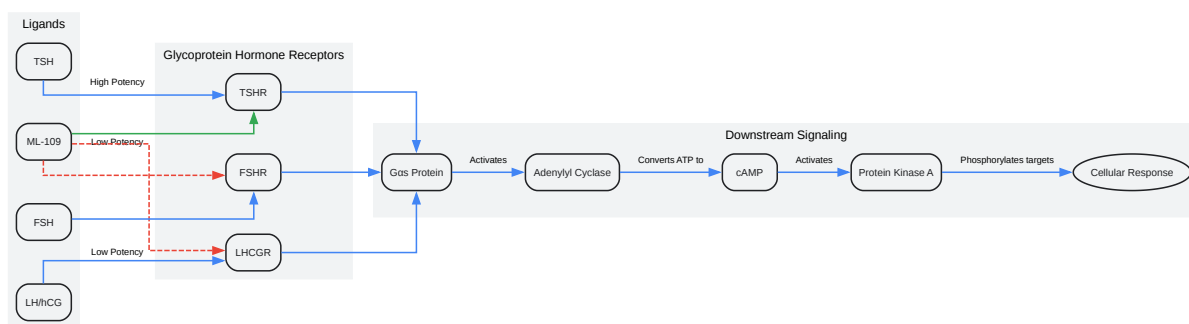 Ligands
TSH
ML-109
FSH
LH/hCG
High Potency
Low Potency
Low Potency
Glycoprotein Hormone Receptors
TSHR
FSHR
LHCGR
Downstream Signaling
Gαs Protein
Activates
Adenylyl Cyclase
Converts ATP to
cAMP
Activates
Protein Kinase A
Phosphorylates targets
Cellular Response